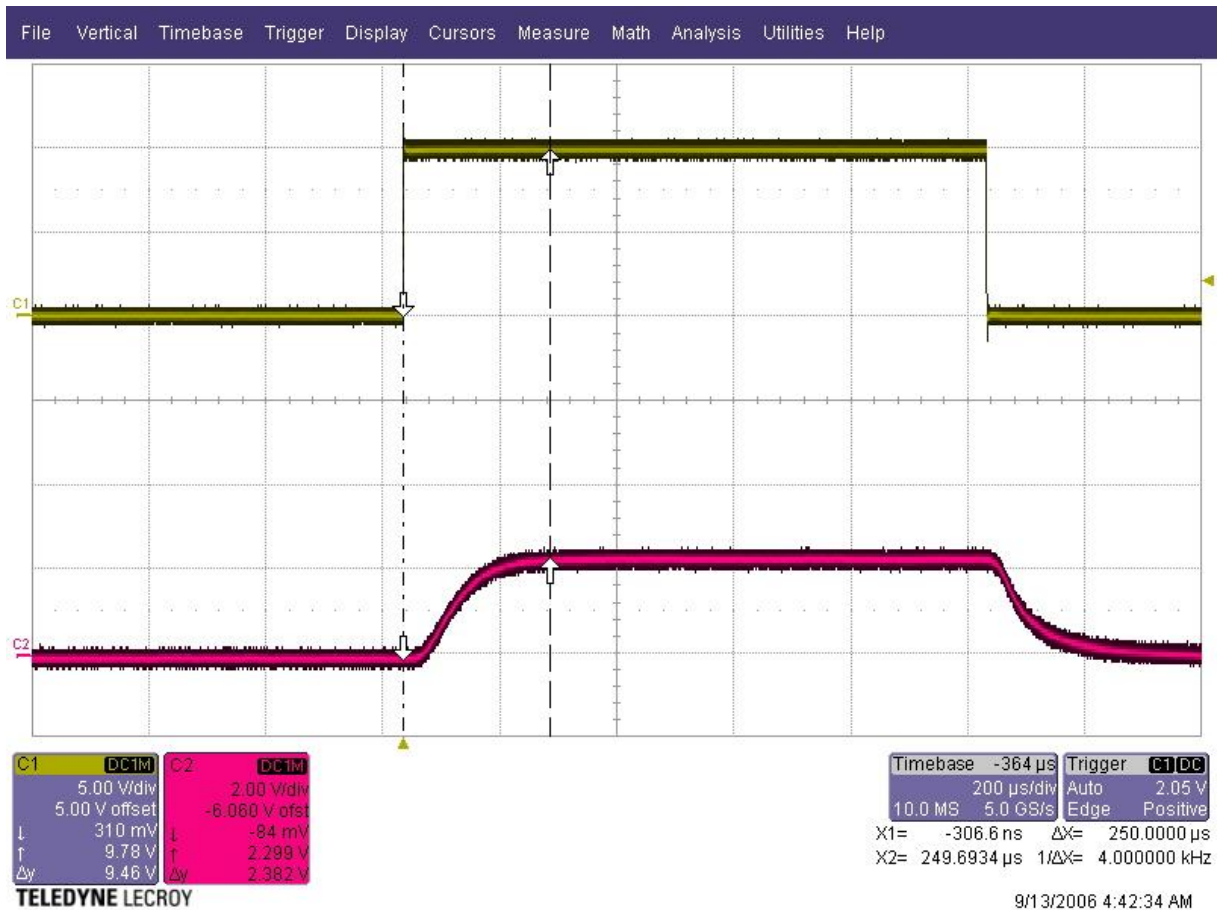 File Vertical Timebase Trigger Display Cursors Measure Math Analysis Utilities Help
C1
C2
C1 DC1M
5.00 V/div
5.00 V offset
↓ 310 mV
↑ 9.78 V
Δy 9.46 V
C2 DC1M
2.00 V/div
-6.060 V ofst
↓ -84 mV
↑ 2.299 V
Δy 2.382 V
Timebase -364 µs
200 µs/div
10.0 MS 5.0 GS/s
Trigger C1 DC
Auto 2.05 V
Edge Positive
X1= -306.6 ns ΔX= 250.0000 µs
X2= 249.6934 µs 1/ΔX= 4.000000 kHz
TELEDYNE LECROY
9/13/2006 4:42:34 AM